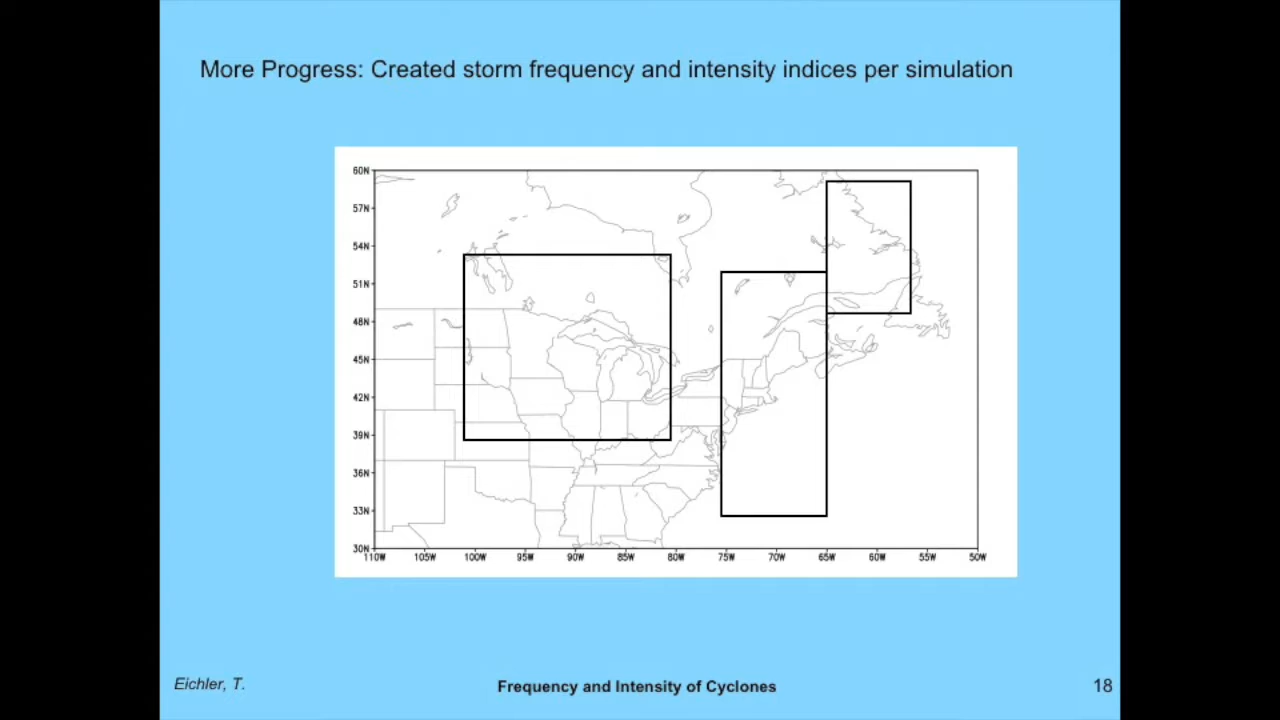 More Progress: Created storm frequency and intensity indices per simulation
60N
57N
54N
51N
48N
45N
42N
39N
36N
33N
30N
110W 105W 100W 95W 90W 85W 80W 75W 70W 65W 60W 55W 50W
Eichler, T. Frequency and Intensity of Cyclones 18